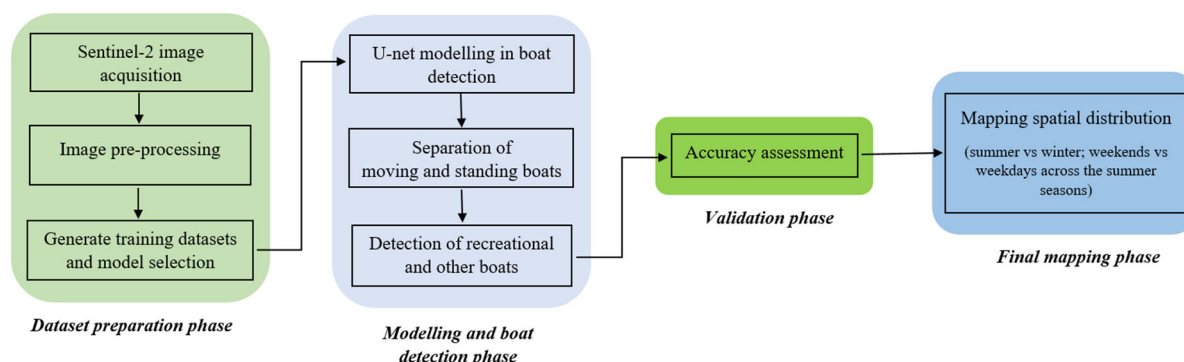 Sentinel-2 image
acquisition
Image pre-processing
Generate training datasets
and model selection
Dataset preparation phase
U-net modelling in boat
detection
Separation of
moving and standing boats
Detection of recreational
and other boats
Modelling and boat
detection phase
Accuracy assessment
Validation phase
Mapping spatial distribution
(summer vs winter; weekends vs
weekdays across the summer
seasons)
Final mapping phase